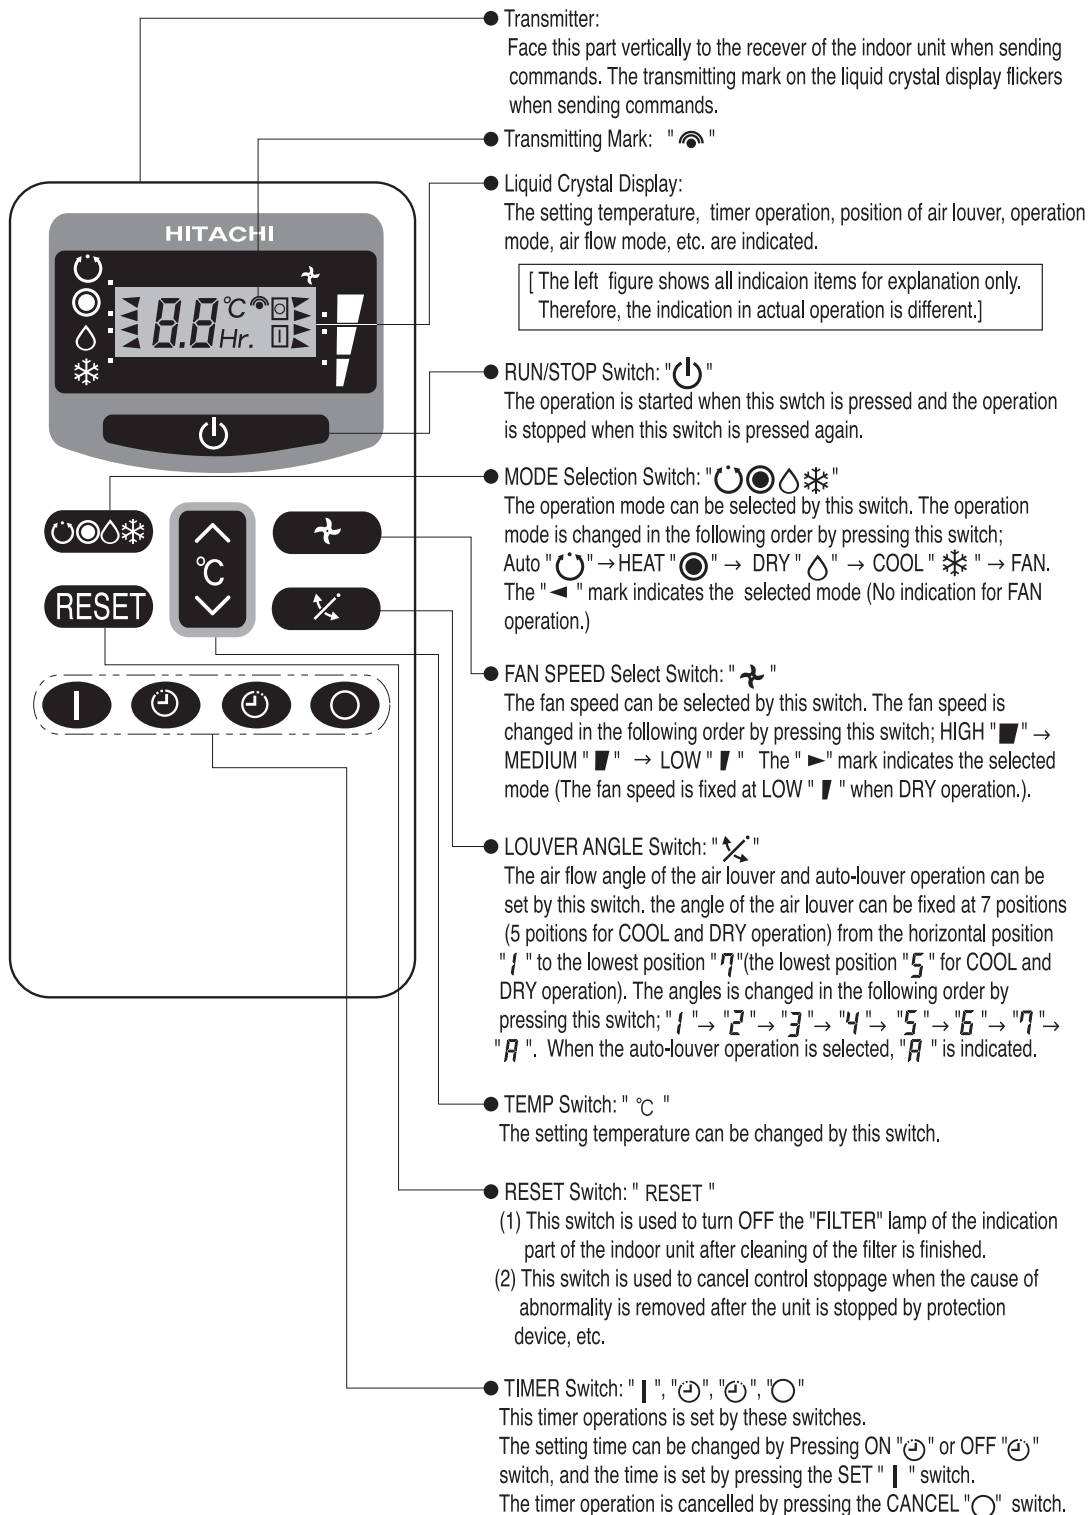 Transmitter:
Face this part vertically to the recever of the indoor unit when sending
commands. The transmitting mark on the liquid crystal display flickers
when sending commands.
Transmitting Mark: " "
Liquid Crystal Display:
The setting temperature, timer operation, position of air louver, operation
mode, air flow mode, etc. are indicated.
[ The left figure shows all indicaion items for explanation only.
Therefore, the indication in actual operation is different.]
HITACHI
8.8 °C
Hr.
RUN/STOP Switch: "⏻"
The operation is started when this swtch is pressed and the operation
is stopped when this switch is pressed again.
MODE Selection Switch: " "
The operation mode can be selected by this switch. The operation
mode is changed in the following order by pressing this switch;
Auto " " → HEAT "◉" → DRY " " → COOL "❄" → FAN.
The "◄ " mark indicates the selected mode (No indication for FAN
operation.)
°C
RESET
FAN SPEED Select Switch: " "
The fan speed can be selected by this switch. The fan speed is
changed in the following order by pressing this switch; HIGH " " →
MEDIUM " " → LOW " " The " ►" mark indicates the selected
mode (The fan speed is fixed at LOW " " when DRY operation.).
LOUVER ANGLE Switch: " "
The air flow angle of the air louver and auto-louver operation can be
set by this switch. the angle of the air louver can be fixed at 7 positions
(5 poitions for COOL and DRY operation) from the horizontal position
"1 " to the lowest position " 7"(the lowest position "5 " for COOL and
DRY operation). The angles is changed in the following order by
pressing this switch; "1 "→ "2 "→ "3 "→ "4 "→ "5 "→ "6 "→ "7 "→
"A ". When the auto-louver operation is selected, "A " is indicated.
TEMP Switch: " °C "
The setting temperature can be changed by this switch.
RESET Switch: " RESET "
(1) This switch is used to turn OFF the "FILTER" lamp of the indication
part of the indoor unit after cleaning of the filter is finished.
(2) This switch is used to cancel control stoppage when the cause of
abnormality is removed after the unit is stopped by protection
device, etc.
TIMER Switch: " | ", " ", " ", "○ "
This timer operations is set by these switches.
The setting time can be changed by Pressing ON " " or OFF " "
switch, and the time is set by pressing the SET " | " switch.
The timer operation is cancelled by pressing the CANCEL "○" switch.